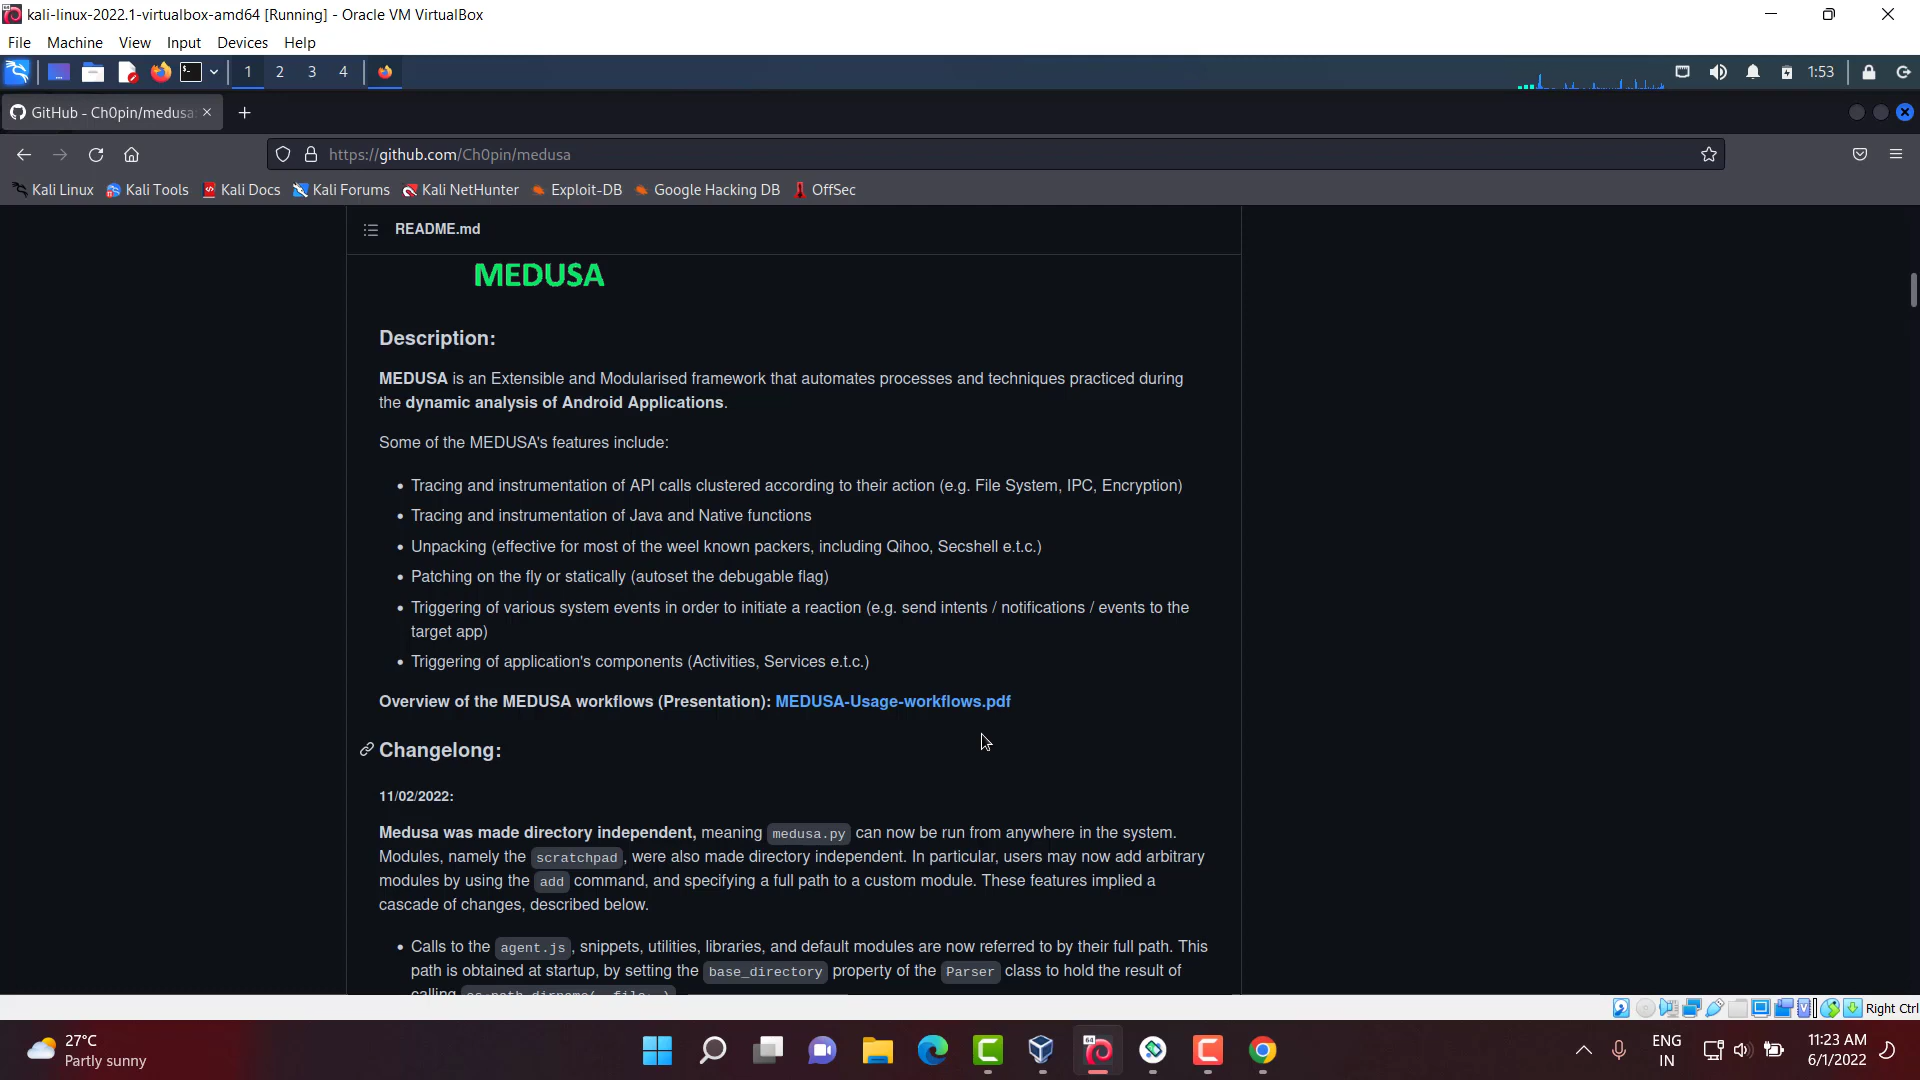 kali-linux-2022.1-virtualbox-amd64 [Running] - Oracle VM VirtualBox
File Machine View Input Devices Help
1 2 3 4 1:53
GitHub - Ch0pin/medusa:
https://github.com/Ch0pin/medusa
Kali Linux Kali Tools Kali Docs Kali Forums Kali NetHunter Exploit-DB Google Hacking DB OffSec
README.md
MEDUSA
Description:
MEDUSA is an Extensible and Modularised framework that automates processes and techniques practiced during
the dynamic analysis of Android Applications.
Some of the MEDUSA's features include:
• Tracing and instrumentation of API calls clustered according to their action (e.g. File System, IPC, Encryption)
• Tracing and instrumentation of Java and Native functions
• Unpacking (effective for most of the weel known packers, including Qihoo, Secshell e.t.c.)
• Patching on the fly or statically (autoset the debugable flag)
• Triggering of various system events in order to initiate a reaction (e.g. send intents / notifications / events to the
target app)
• Triggering of application's components (Activities, Services e.t.c.)
Overview of the MEDUSA workflows (Presentation): MEDUSA-Usage-workflows.pdf
Changelong:
11/02/2022:
Medusa was made directory independent, meaning medusa.py can now be run from anywhere in the system.
Modules, namely the scratchpad, were also made directory independent. In particular, users may now add arbitrary
modules by using the add command, and specifying a full path to a custom module. These features implied a
cascade of changes, described below.
• Calls to the agent.js, snippets, utilities, libraries, and default modules are now referred to by their full path. This
path is obtained at startup, by setting the base_directory property of the Parser class to hold the result of
calling
Right Ctrl
27°C
Partly sunny
ENG
IN
11:23 AM
6/1/2022